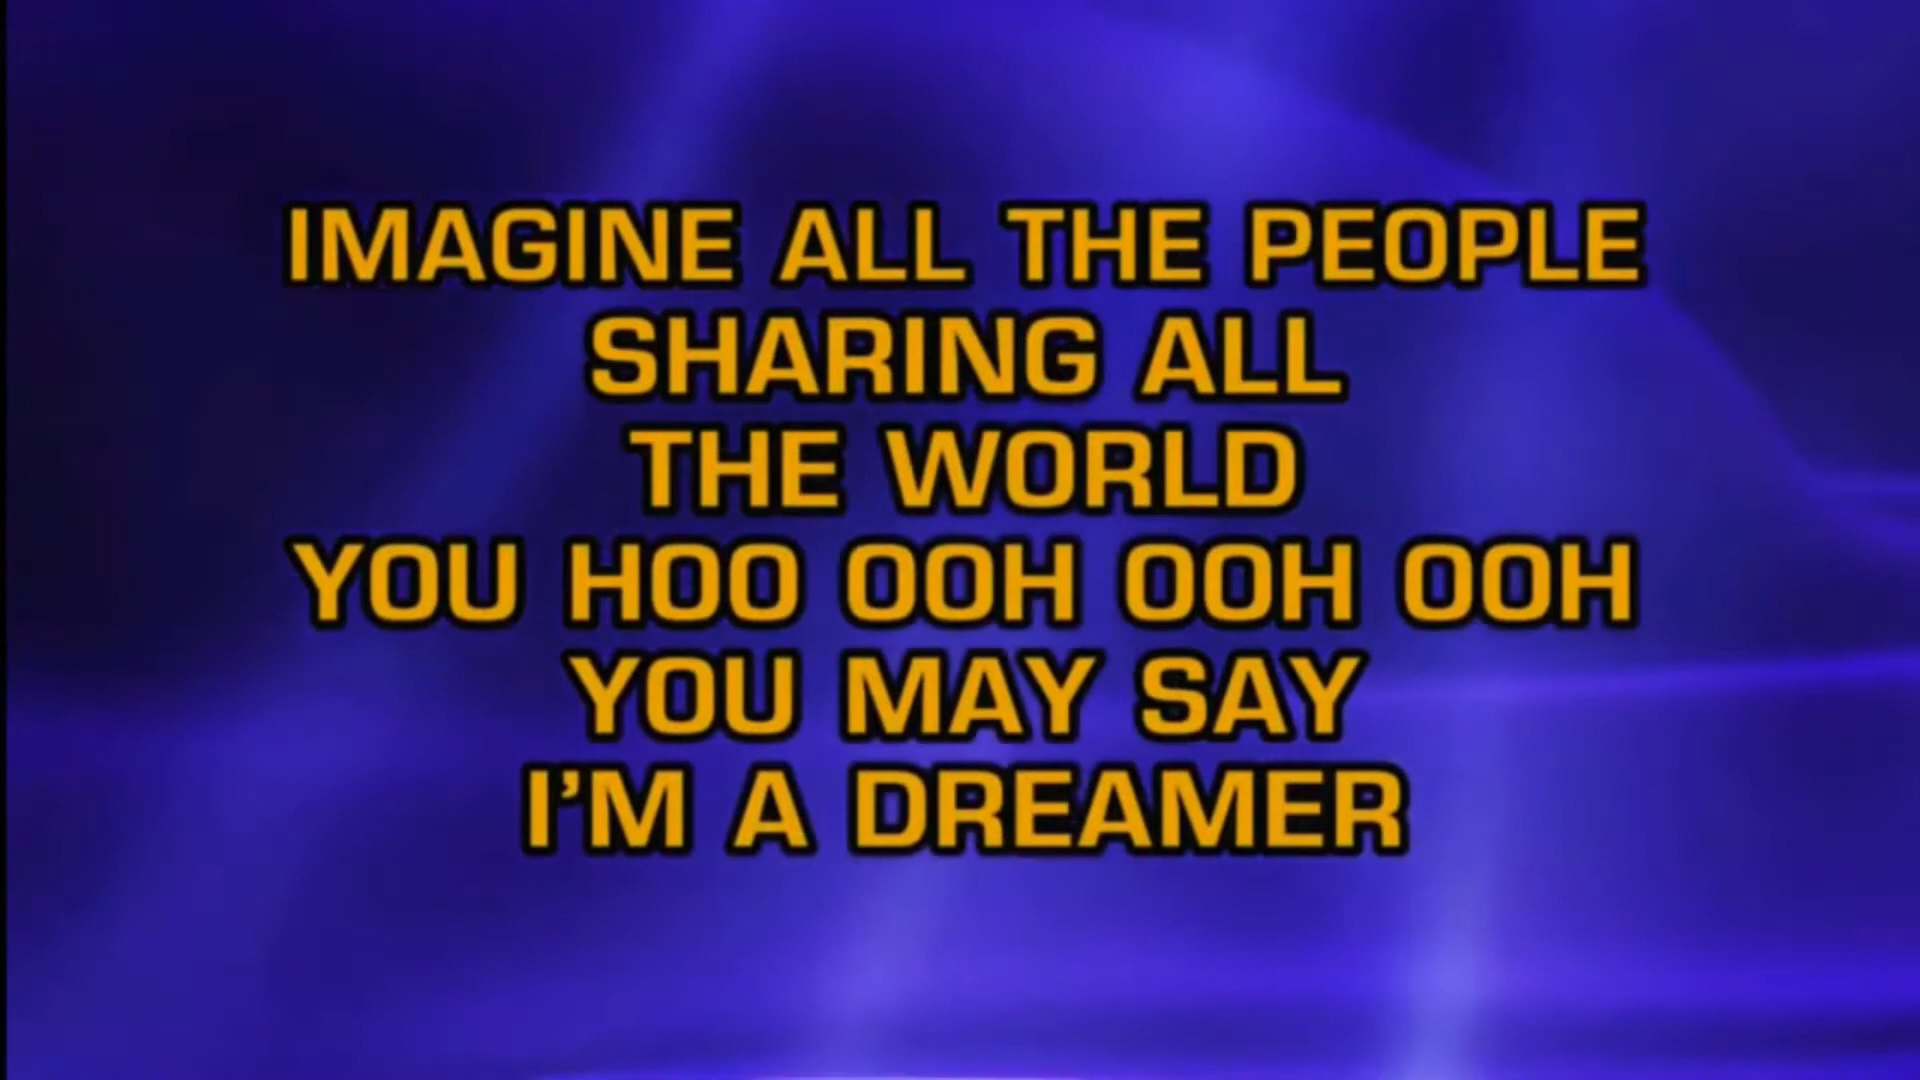 IMAGINE ALL THE PEOPLE
SHARING ALL
THE WORLD
YOU HOO OOH OOH OOH
YOU MAY SAY
I'M A DREAMER